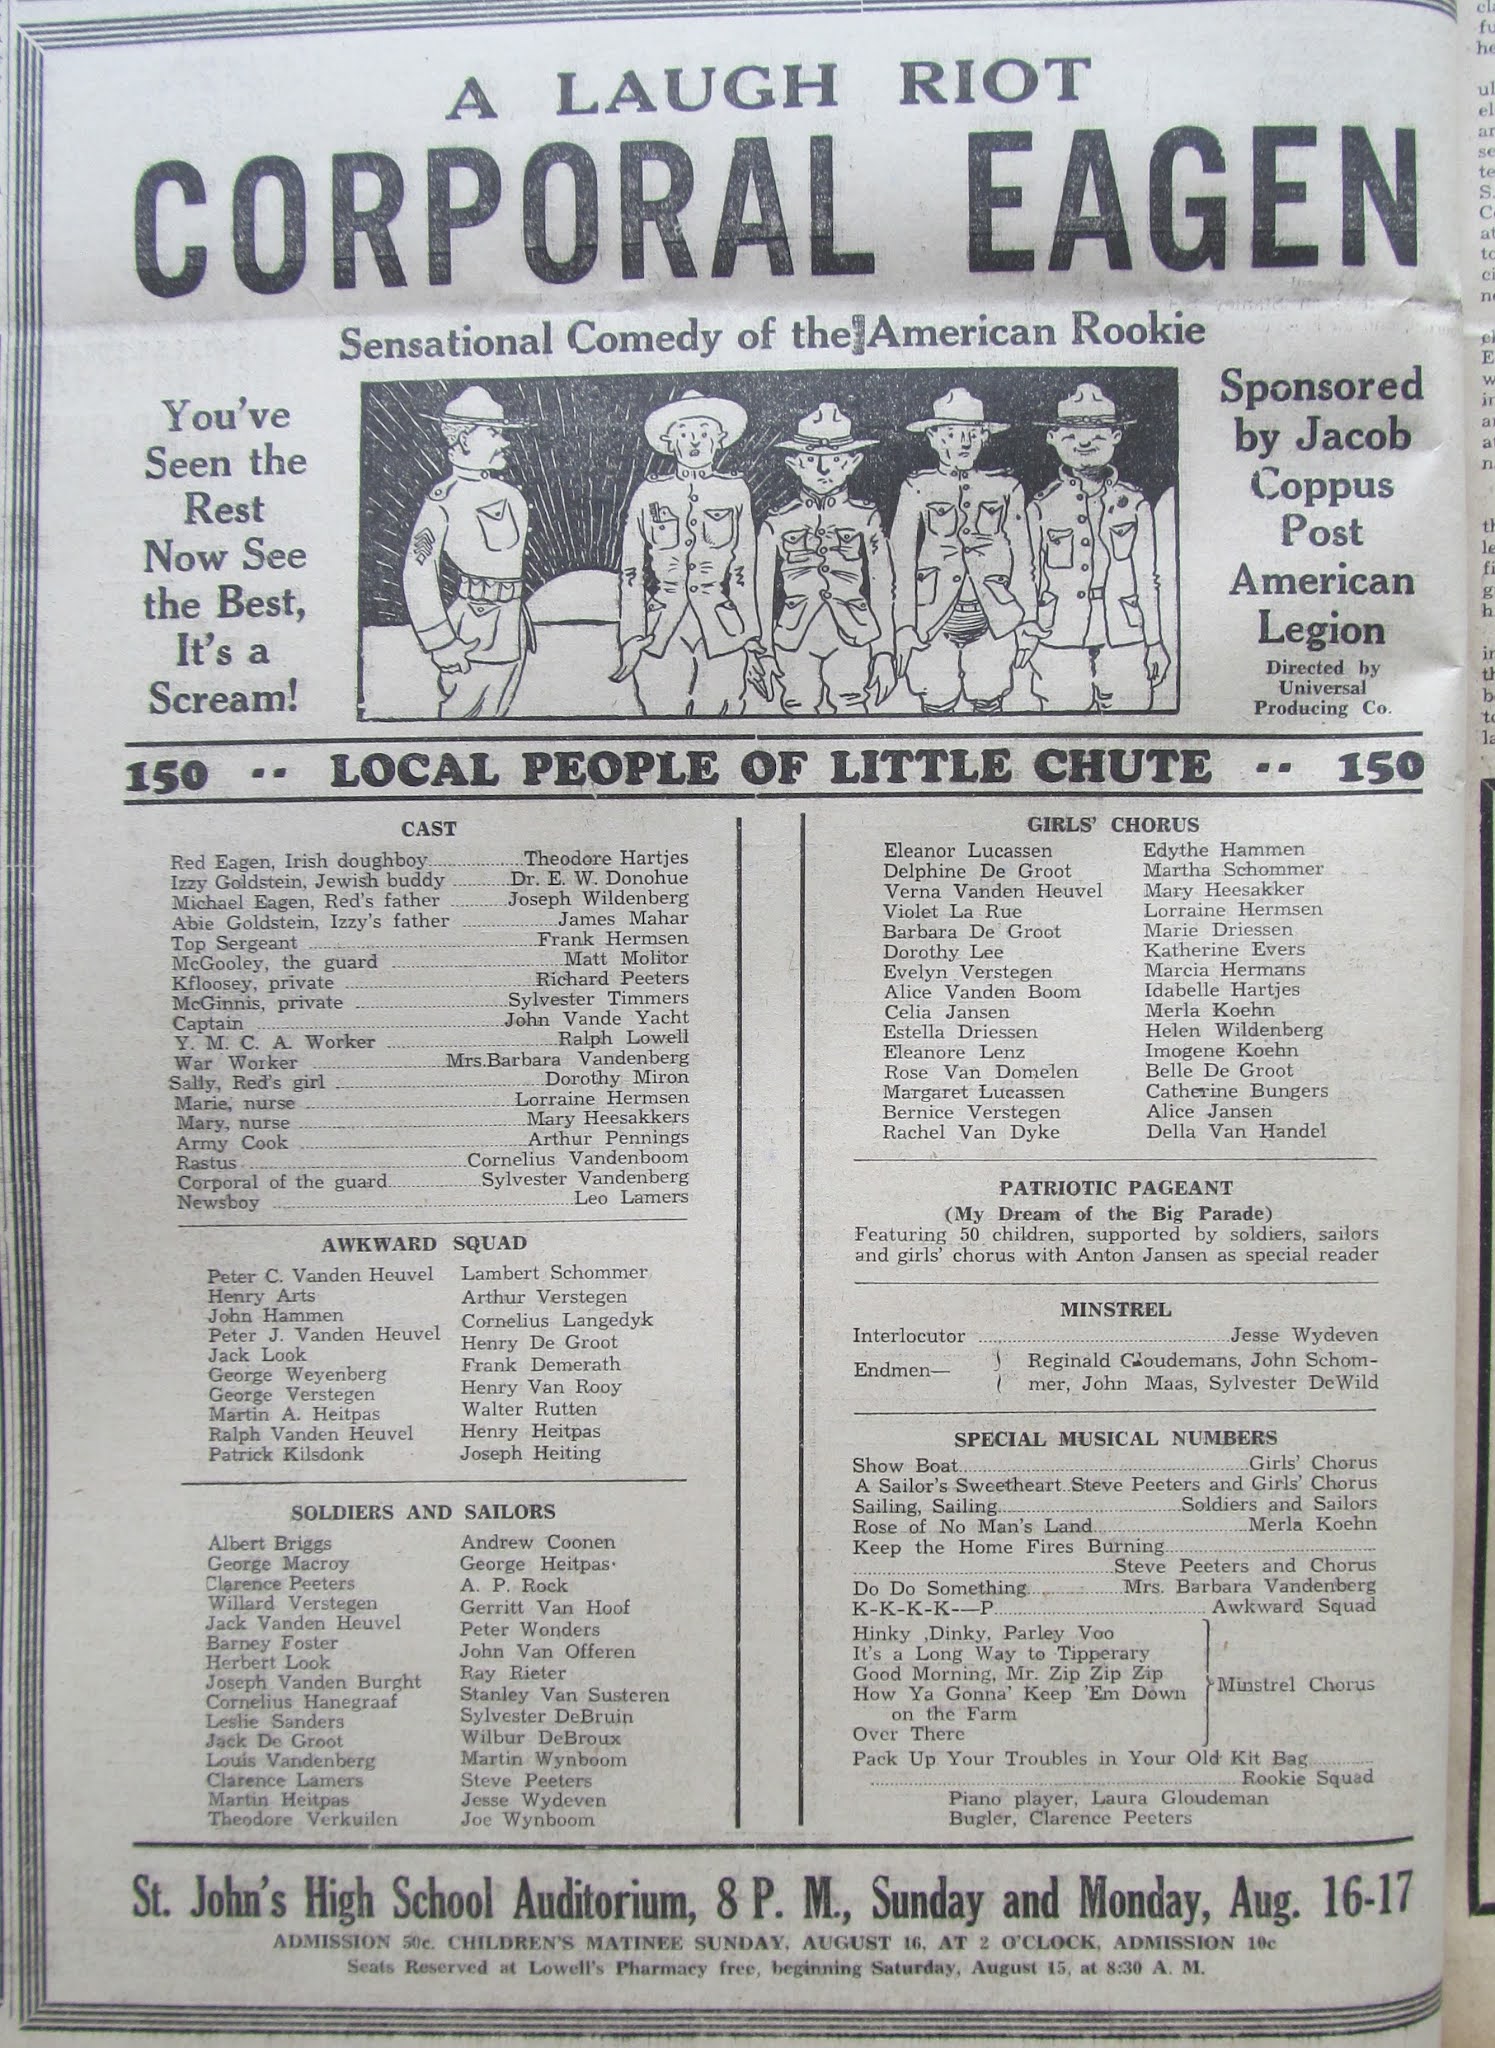 A LAUGH RIOT
CORPORAL EAGEN
Sensational Comedy of the American Rookie
You've
Seen the
Rest
Now See
the Best,
It's a
Scream!
Sponsored
by Jacob
Coppus
Post
American
Legion
Directed by
Universal
Producing Co.
150 -- LOCAL PEOPLE OF LITTLE CHUTE -- 150
CAST
Red Eagen, Irish doughboy Theodore Hartjes
Izzy Goldstein, Jewish buddy Dr. E. W. Donohue
Michael Eagen, Red's father Joseph Wildenberg
Abie Goldstein, Izzy's father James Mahar
Top Sergeant Frank Hermsen
McGooley, the guard Matt Molitor
Kfloosey, private Richard Peeters
McGinnis, private Sylvester Timmers
Captain John Vande Yacht
Y. M. C. A. Worker Ralph Lowell
War Worker Mrs.Barbara Vandenberg
Sally, Red's girl Dorothy Miron
Marie, nurse Lorraine Hermsen
Mary, nurse Mary Heesakkers
Army Cook Arthur Pennings
Rastus Cornelius Vandenboom
Corporal of the guard Sylvester Vandenberg
Newsboy Leo Lamers
AWKWARD SQUAD
Peter C. Vanden Heuvel Lambert Schommer
Henry Arts Arthur Verstegen
John Hammen Cornelius Langedyk
Peter J. Vanden Heuvel Henry De Groot
Jack Look Frank Demerath
George Weyenberg Henry Van Rooy
George Verstegen Walter Rutten
Martin A. Heitpas Henry Heitpas
Ralph Vanden Heuvel Joseph Heiting
Patrick Kilsdonk
SOLDIERS AND SAILORS
Albert Briggs Andrew Coonen
George Macroy George Heitpas
Clarence Peeters A. P. Rock
Willard Verstegen Gerritt Van Hoof
Jack Vanden Heuvel Peter Wonders
Barney Foster John Van Offeren
Herbert Look Ray Rieter
Joseph Vanden Burght Stanley Van Susteren
Cornelius Hanegraaf Sylvester DeBruin
Leslie Sanders Wilbur DeBroux
Jack De Groot Martin Wynboom
Louis Vandenberg Steve Peeters
Clarence Lamers Jesse Wydeven
Martin Heitpas Joe Wynboom
Theodore Verkuilen
GIRLS' CHORUS
Eleanor Lucassen Edythe Hammen
Delphine De Groot Martha Schommer
Verna Vanden Heuvel Mary Heesakker
Violet La Rue Lorraine Hermsen
Barbara De Groot Marie Driessen
Dorothy Lee Katherine Evers
Evelyn Verstegen Marcia Hermans
Alice Vanden Boom Idabelle Hartjes
Celia Jansen Merla Koehn
Estella Driessen Helen Wildenberg
Eleanore Lenz Imogene Koehn
Rose Van Domelen Belle De Groot
Margaret Lucassen Catherine Bungers
Bernice Verstegen Alice Jansen
Rachel Van Dyke Della Van Handel
PATRIOTIC PAGEANT
(My Dream of the Big Parade)
Featuring 50 children, supported by soldiers, sailors
and girls' chorus with Anton Jansen as special reader
MINSTREL
Interlocutor Jesse Wydeven
Endmen— Reginald Gloudemans, John Schom-
mer, John Maas, Sylvester DeWild
SPECIAL MUSICAL NUMBERS
Show Boat Girls' Chorus
A Sailor's Sweetheart Steve Peeters and Girls' Chorus
Sailing, Sailing Soldiers and Sailors
Rose of No Man's Land Merla Koehn
Keep the Home Fires Burning
Steve Peeters and Chorus
Do Do Something Mrs. Barbara Vandenberg
K-K-K-K-—P Awkward Squad
Hinky ,Dinky, Parley Voo
It's a Long Way to Tipperary
Good Morning, Mr. Zip Zip Zip
How Ya Gonna' Keep 'Em Down Minstrel Chorus
on the Farm
Over There
Pack Up Your Troubles in Your Old Kit Bag
Rookie Squad
Piano player, Laura Gloudeman
Bugler, Clarence Peeters
St. John's High School Auditorium, 8 P. M., Sunday and Monday, Aug. 16-17
ADMISSION 50c. CHILDREN'S MATINEE SUNDAY, AUGUST 16, AT 2 O'CLOCK, ADMISSION 10c
Seats Reserved at Lowell's Pharmacy free, beginning Saturday, August 15, at 8:30 A. M.